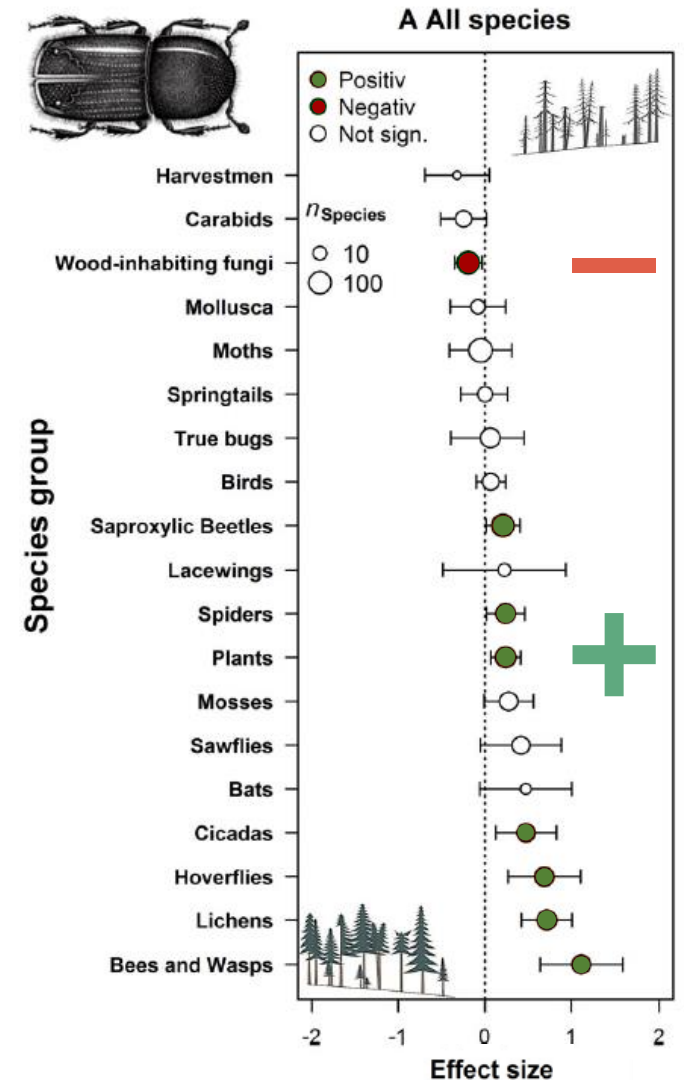 A All species
Positiv
Negativ
Not sign.
Harvestmen
nSpecies
Carabids
10
Wood-inhabiting fungi
100
Mollusca
Moths
Springtails
True bugs
Birds
Saproxylic Beetles
Lacewings
Spiders
Plants
Mosses
Sawflies
Bats
Cicadas
Hoverflies
Lichens
Bees and Wasps
Species group
-2 -1 0 1 2
Effect size